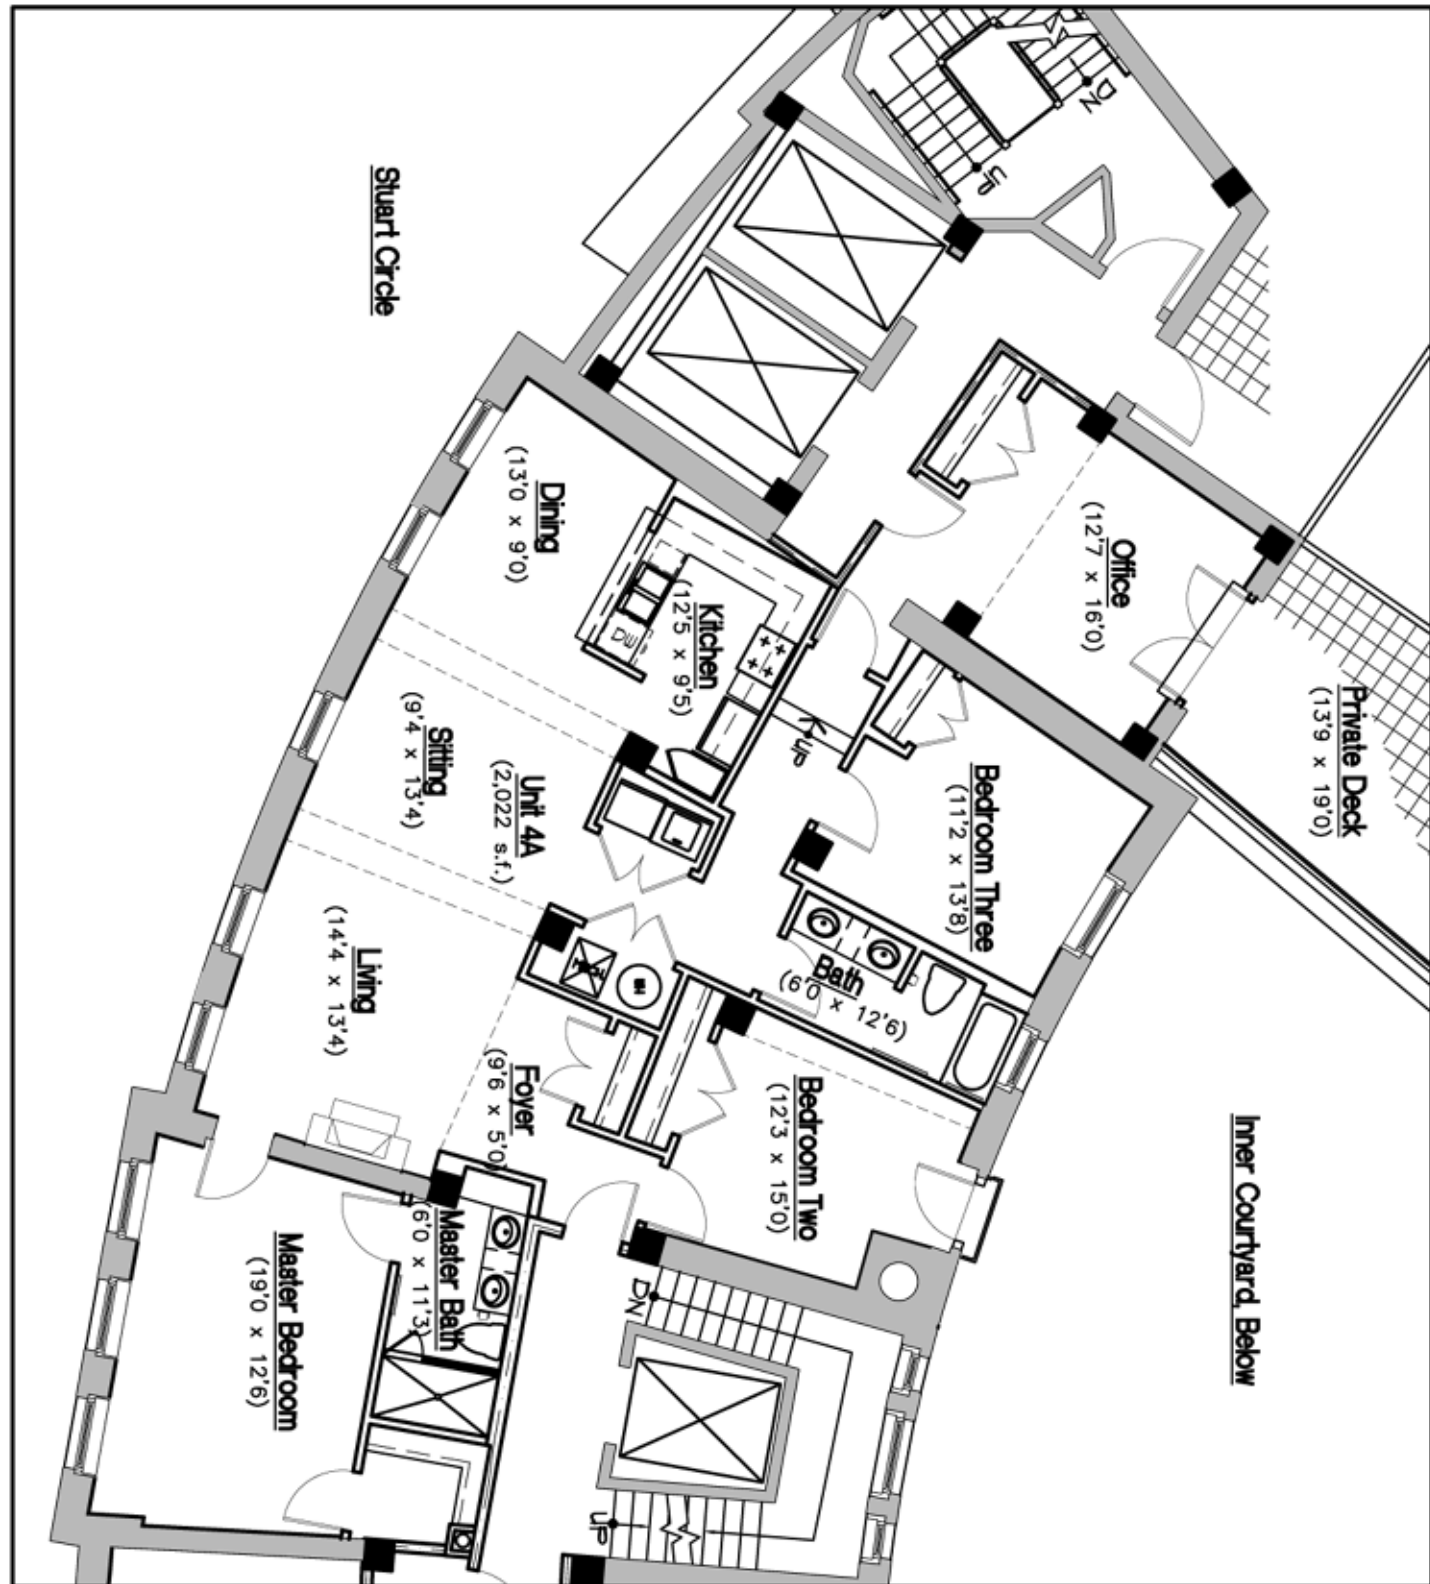 DN
UP
Stuart Circle
Office
(12'7 x 16'0)
Private Deck
(13'9 x 19'0)
Dining
(13'0 x 9'0)
DW
Kitchen
(12'5 x 9'5)
UP
Bedroom Three
(11'2 x 13'8)
Sitting
(9'4 x 13'4)
Unit 4A
(2,022 s.f.)
Bath
(6'0 x 12'6)
Living
(14'4 x 13'4)
Foyer
(9'6 x 5'0)
Bedroom Two
(12'3 x 15'0)
Inner Courtyard, Below
Master Bath
(6'0 x 11'3)
Master Bedroom
(19'0 x 12'6)
DN
UP